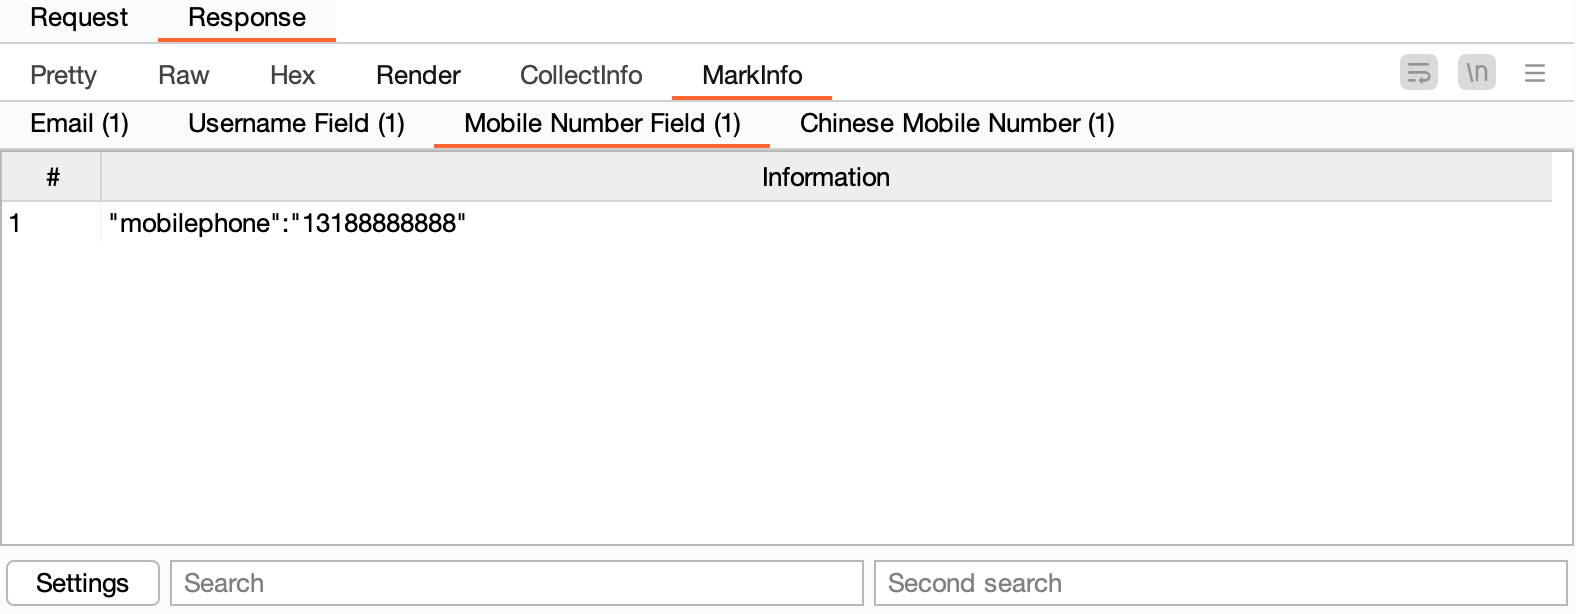 Request Response
Pretty Raw Hex Render CollectInfo MarkInfo \n
Email (1) Username Field (1) Mobile Number Field (1) Chinese Mobile Number (1)
# Information
1 "mobilephone":"13188888888"
Settings Search Second search